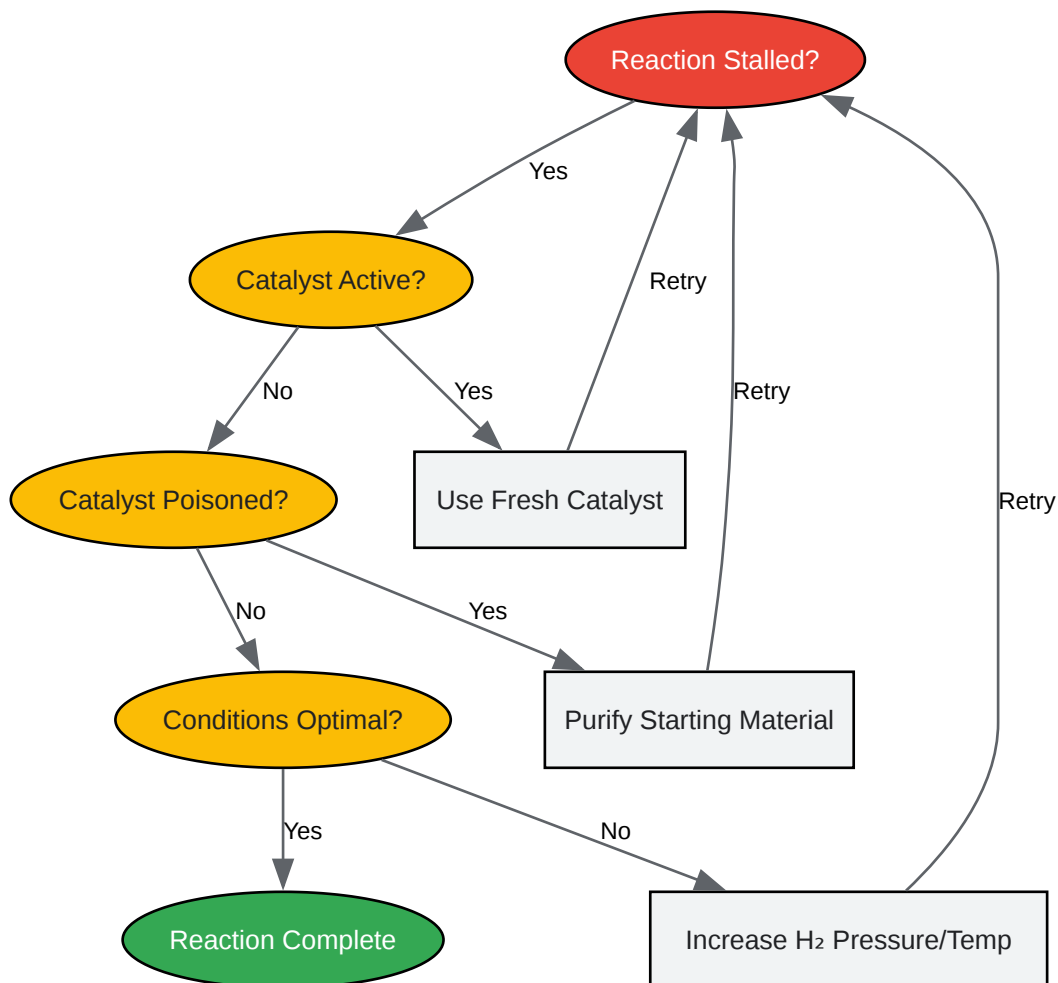 Reaction Stalled?
Yes
Catalyst Active?
Retry
No
Yes
Retry
Catalyst Poisoned?
Use Fresh Catalyst
Retry
No
Yes
Conditions Optimal?
Purify Starting Material
Yes
No
Reaction Complete
Increase H₂ Pressure/Temp